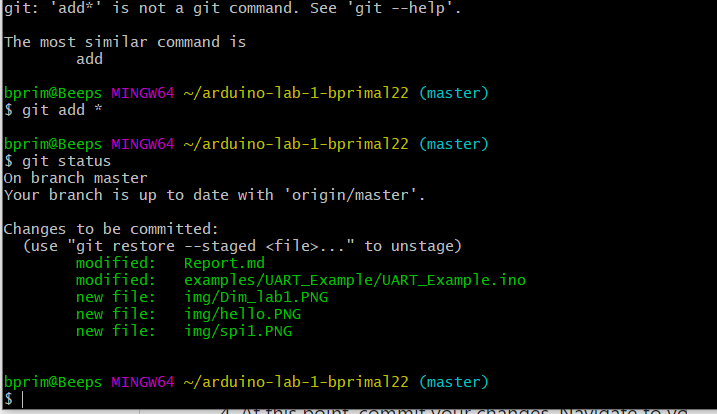 git: 'add*' is not a git command. See 'git --help'.
The most similar command is
add
bprim@Beeps MINGW64 ~/arduino-lab-1-bprimal22 (master)
$ git add *
bprim@Beeps MINGW64 ~/arduino-lab-1-bprimal22 (master)
$ git status
On branch master
Your branch is up to date with 'origin/master'.
Changes to be committed:
(use "git restore --staged <file>..." to unstage)
modified: Report.md
modified: examples/UART_Example/UART_Example.ino
new file: img/Dim_lab1.PNG
new file: img/hello.PNG
new file: img/spi1.PNG
bprim@Beeps MINGW64 ~/arduino-lab-1-bprimal22 (master)
$
4. At this point, commit your changes. Navigate to yo